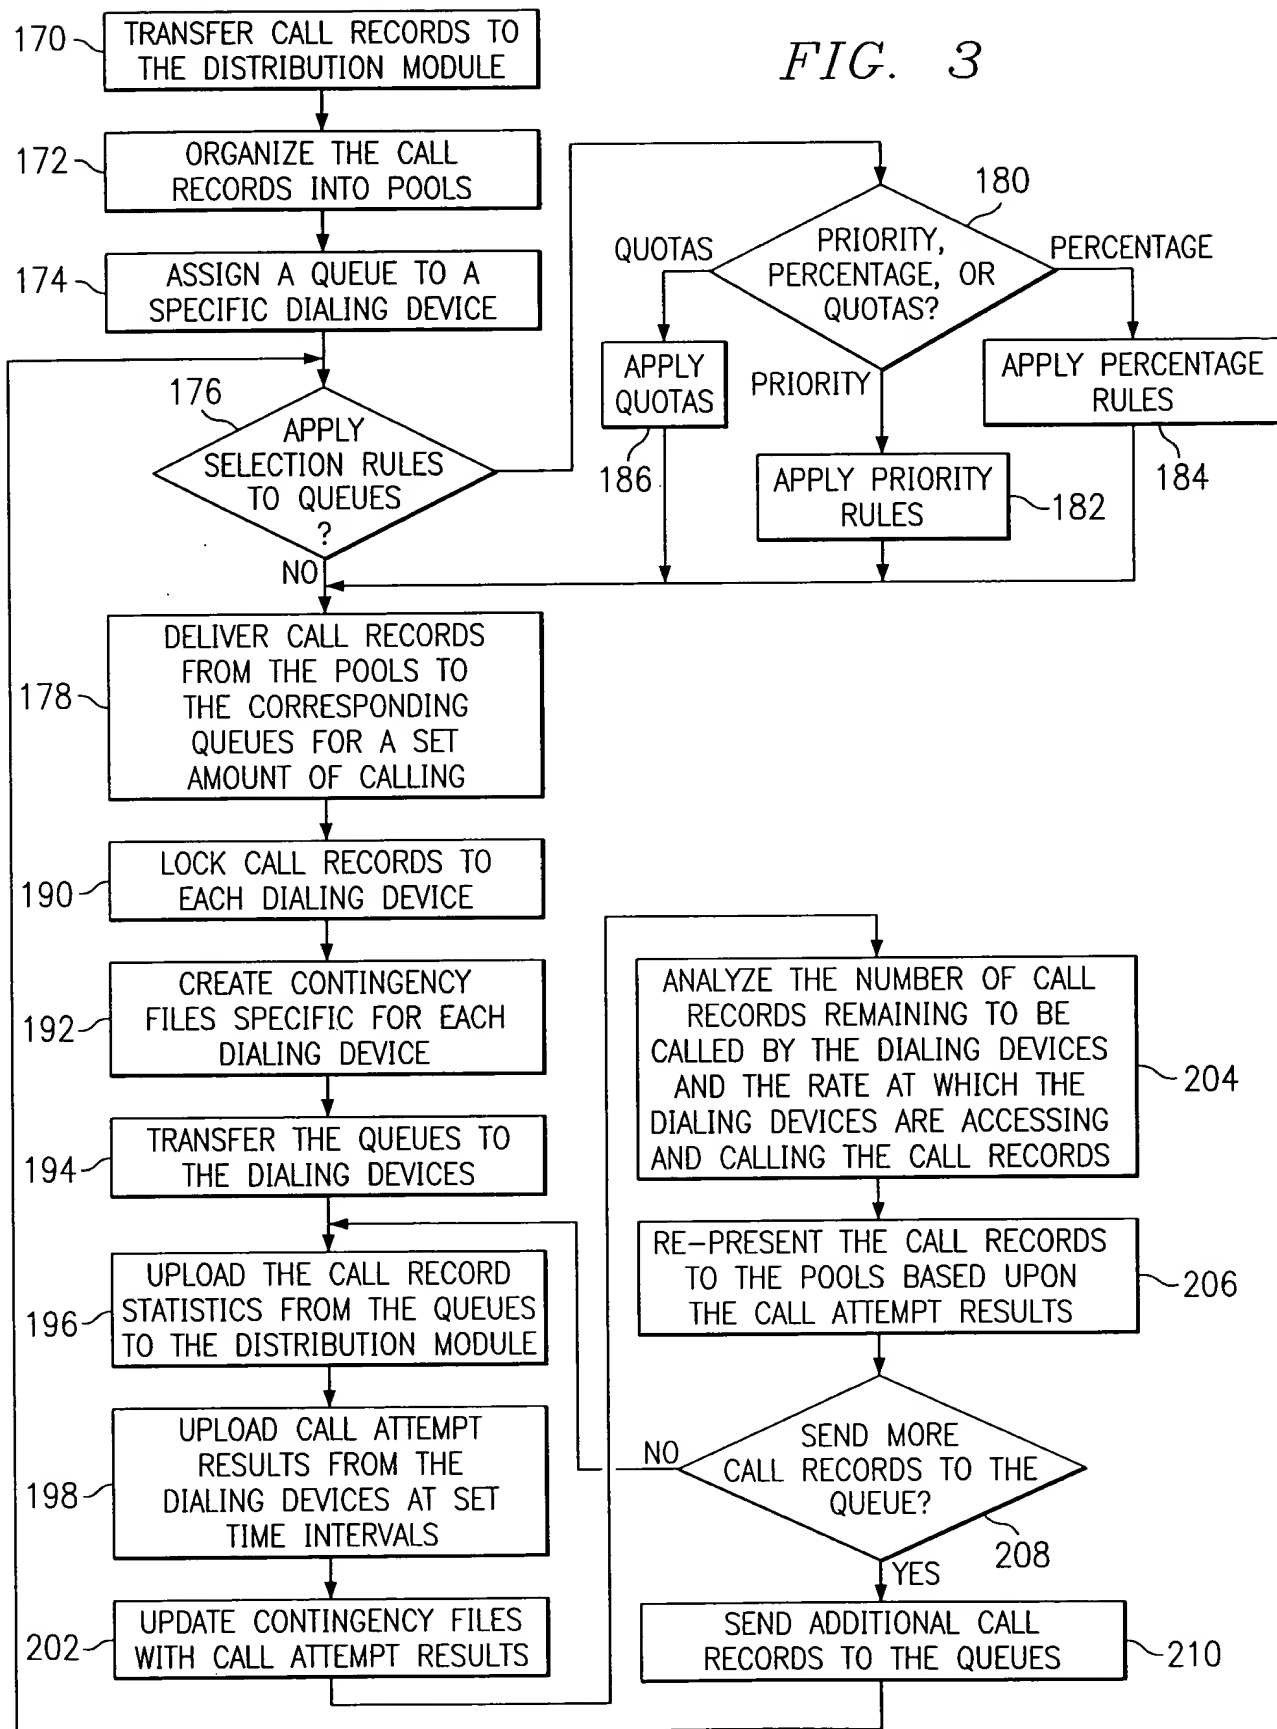 FIG. 3
170
TRANSFER CALL RECORDS TO
THE DISTRIBUTION MODULE
172
ORGANIZE THE CALL
RECORDS INTO POOLS
174
ASSIGN A QUEUE TO A
SPECIFIC DIALING DEVICE
176
APPLY
SELECTION RULES
TO QUEUES
?
NO
180
PRIORITY,
PERCENTAGE, OR
QUOTAS?
QUOTAS
PERCENTAGE
PRIORITY
APPLY
QUOTAS
186
APPLY PRIORITY
RULES
182
APPLY PERCENTAGE
RULES
184
178
DELIVER CALL RECORDS
FROM THE POOLS TO
THE CORRESPONDING
QUEUES FOR A SET
AMOUNT OF CALLING
190
LOCK CALL RECORDS TO
EACH DIALING DEVICE
192
CREATE CONTINGENCY
FILES SPECIFIC FOR EACH
DIALING DEVICE
194
TRANSFER THE QUEUES TO
THE DIALING DEVICES
196
UPLOAD THE CALL RECORD
STATISTICS FROM THE QUEUES
TO THE DISTRIBUTION MODULE
198
UPLOAD CALL ATTEMPT
RESULTS FROM THE
DIALING DEVICES AT SET
TIME INTERVALS
202
UPDATE CONTINGENCY FILES
WITH CALL ATTEMPT RESULTS
ANALYZE THE NUMBER OF CALL
RECORDS REMAINING TO BE
CALLED BY THE DIALING DEVICES
AND THE RATE AT WHICH THE
DIALING DEVICES ARE ACCESSING
AND CALLING THE CALL RECORDS
204
RE-PRESENT THE CALL RECORDS
TO THE POOLS BASED UPON
THE CALL ATTEMPT RESULTS
206
SEND MORE
CALL RECORDS TO THE
QUEUE?
NO
208
YES
SEND ADDITIONAL CALL
RECORDS TO THE QUEUES
210